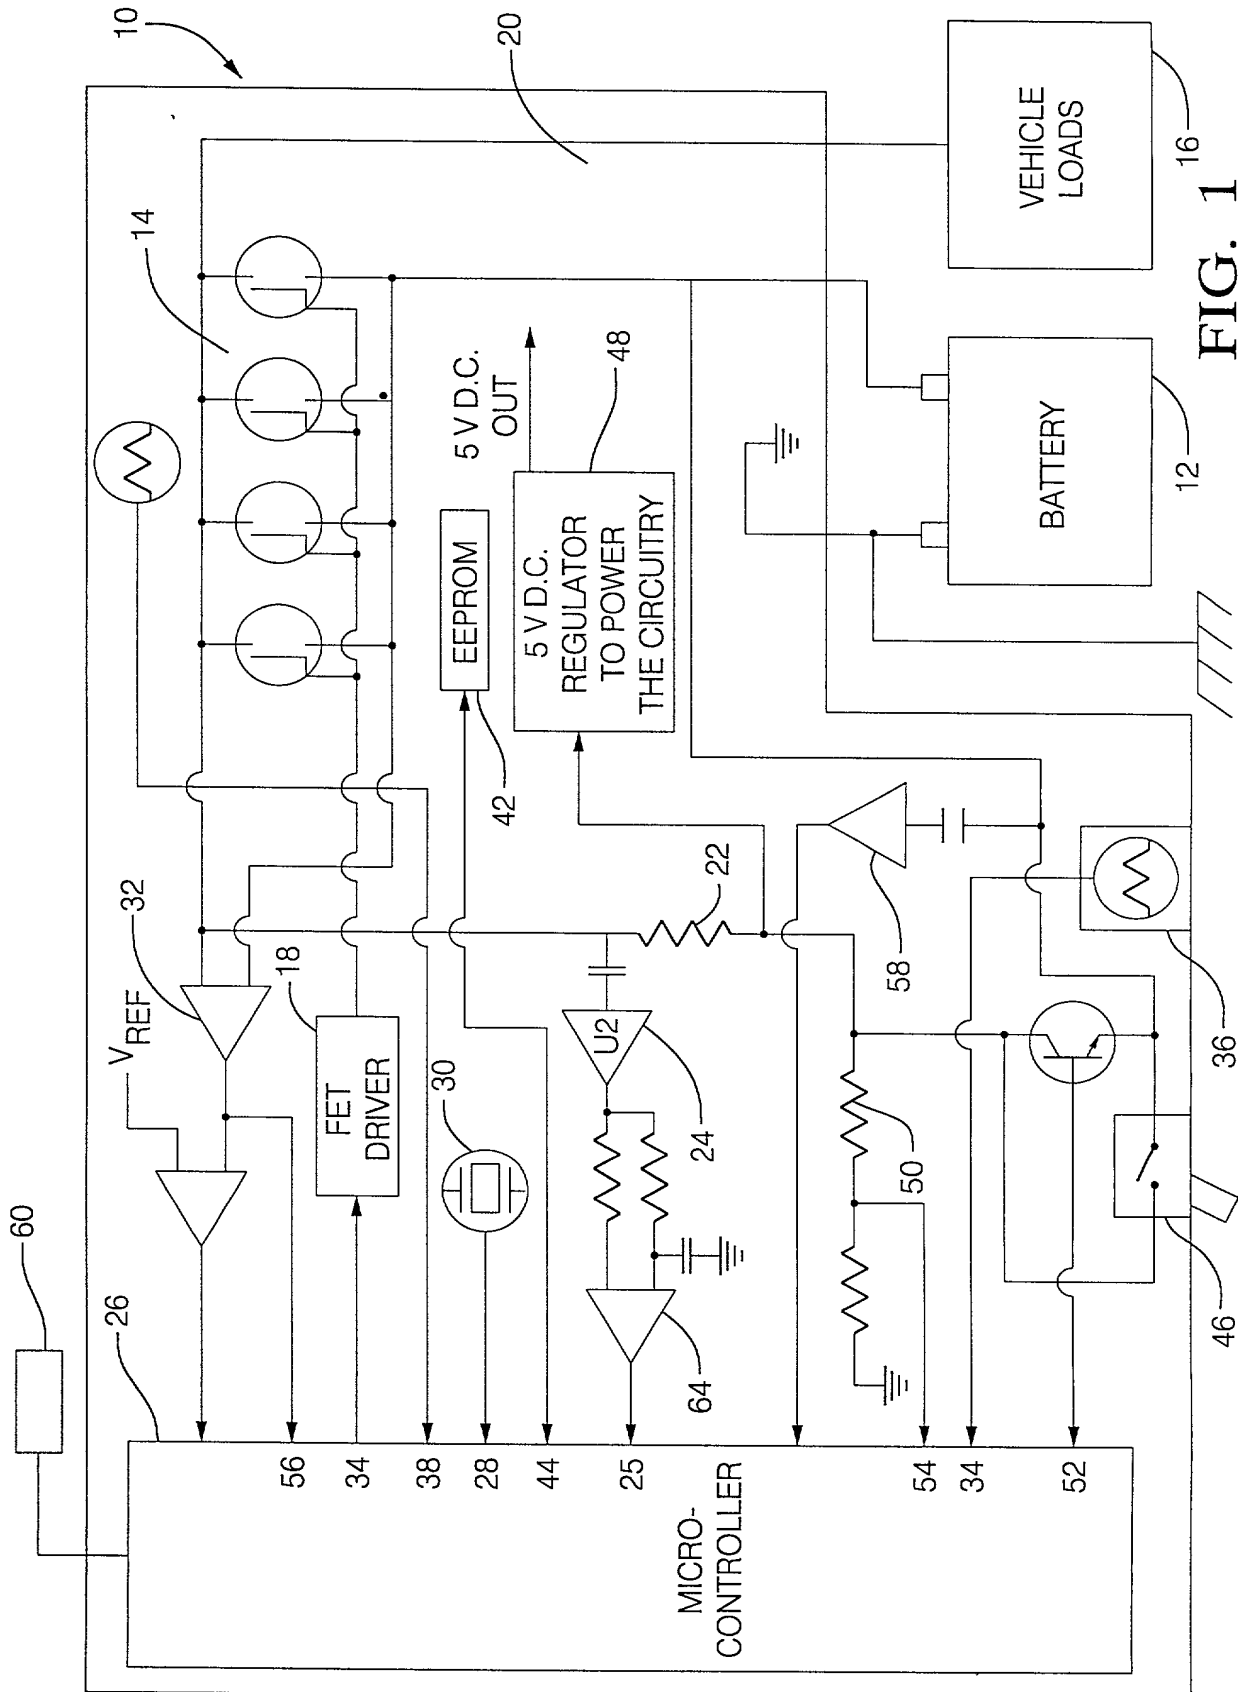 60
26
V REF
32
14
10
20
18
FET
DRIVER
30
EEPROM
42
5 V D.C.
OUT
5 V D.C.
REGULATOR
TO POWER
THE CIRCUITRY
48
VEHICLE
LOADS
16
BATTERY
12
56
34
38
28
44
25
54
34
52
MICRO-
CONTROLLER
U2
24
22
64
58
50
36
46
FIG. 1